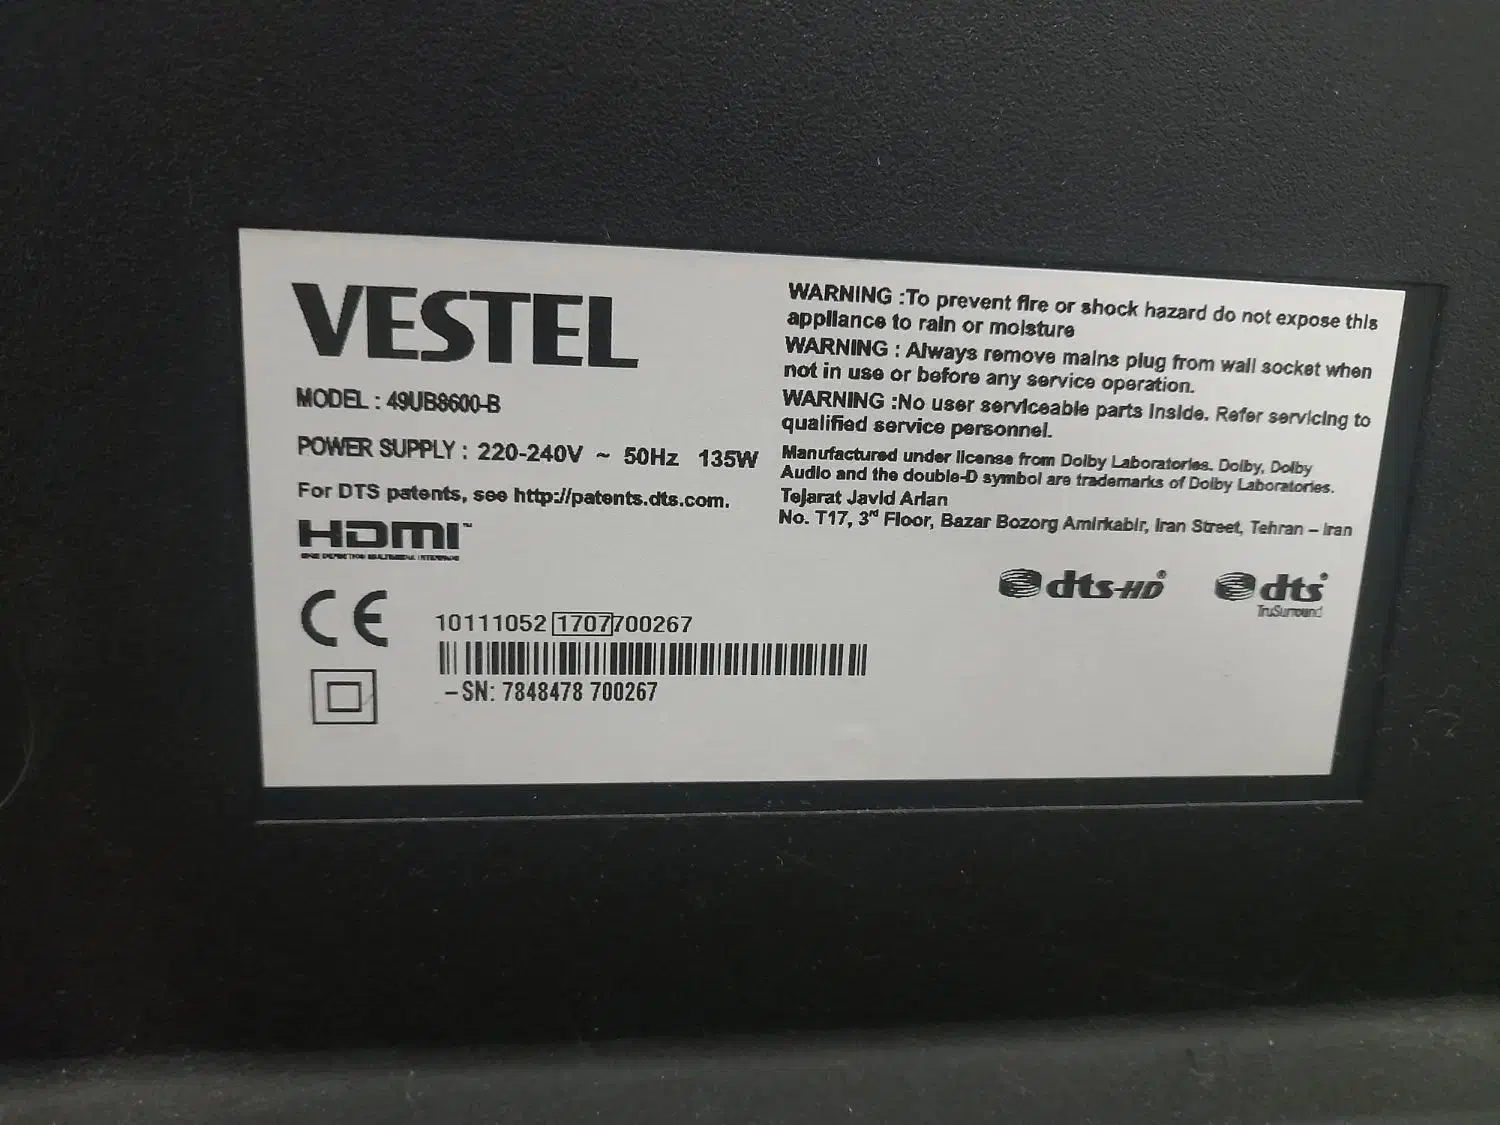 VESTEL
MODEL : 49UB8600-B
POWER SUPPLY : 220-240V ~ 50Hz 135W
For DTS patents, see http://patents.dts.com.
HDMI™
CE
10111052 1707700267
–SN: 7848478 700267
WARNING :To prevent fire or shock hazard do not expose this
appliance to rain or moisture
WARNING : Always remove mains plug from wall socket when
not in use or before any service operation.
WARNING :No user serviceable parts inside. Refer servicing to
qualified service personnel.
Manufactured under license from Dolby Laboratories. Dolby, Dolby
Audio and the double-D symbol are trademarks of Dolby Laboratories.
Tejarat Javid Arian
No. T17, 3rd Floor, Bazar Bozorg Amirkabir, Iran Street, Tehran – Iran
dts-HD®
dts®
TruSurround